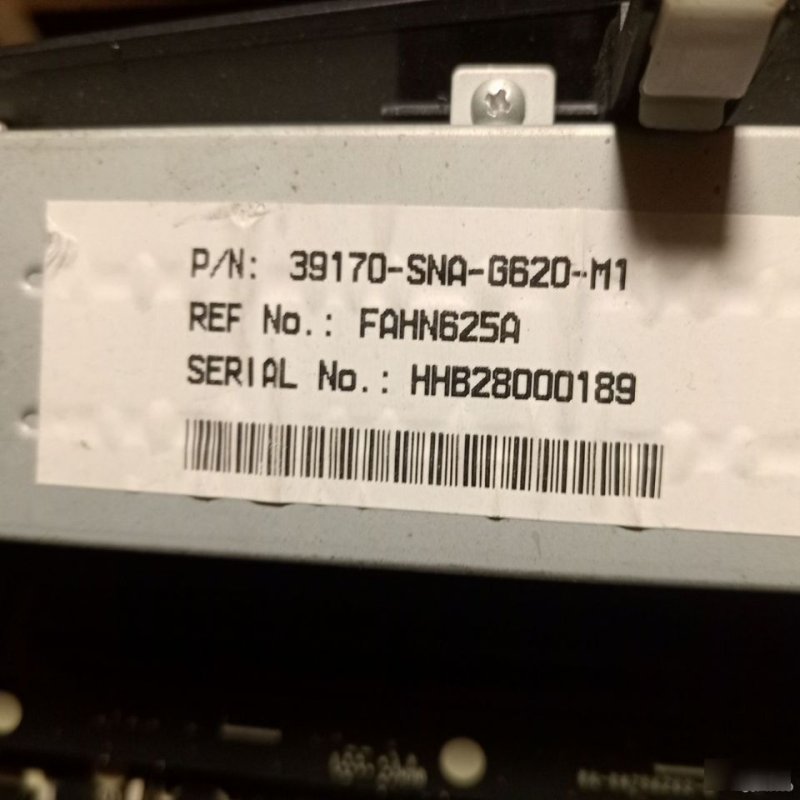 P/N: 39170-SNA-G620-M1
REF No.: FAHN625A
SERIAL No.: HHB28000189